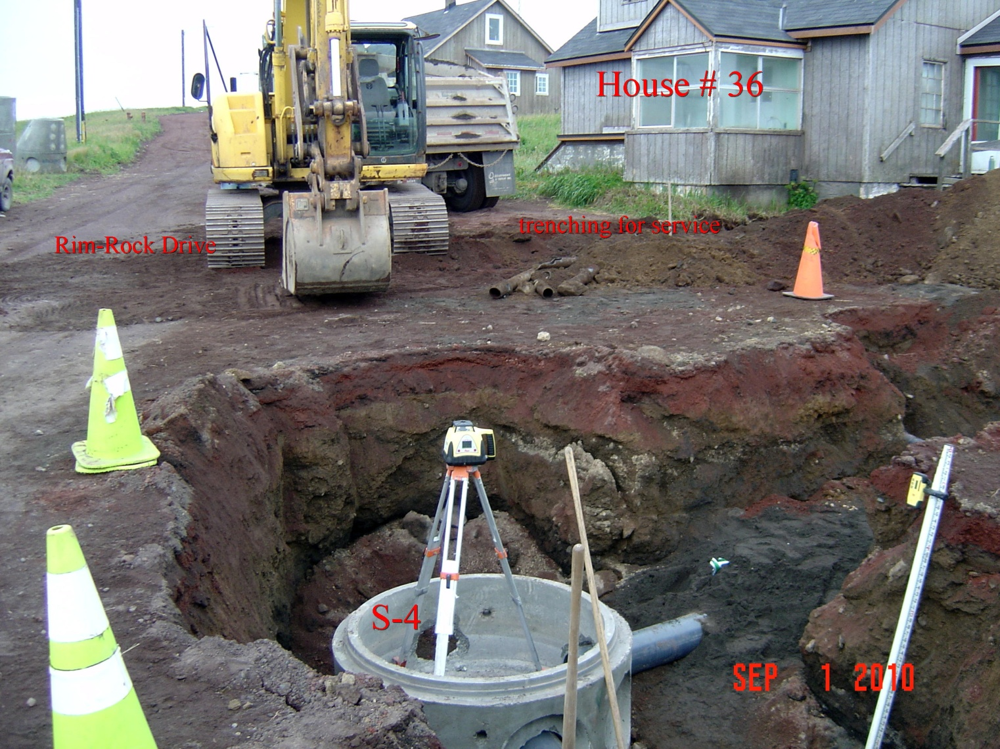 House # 36
trenching for service
Rim-Rock Drive
S-4
SEP 1 2010